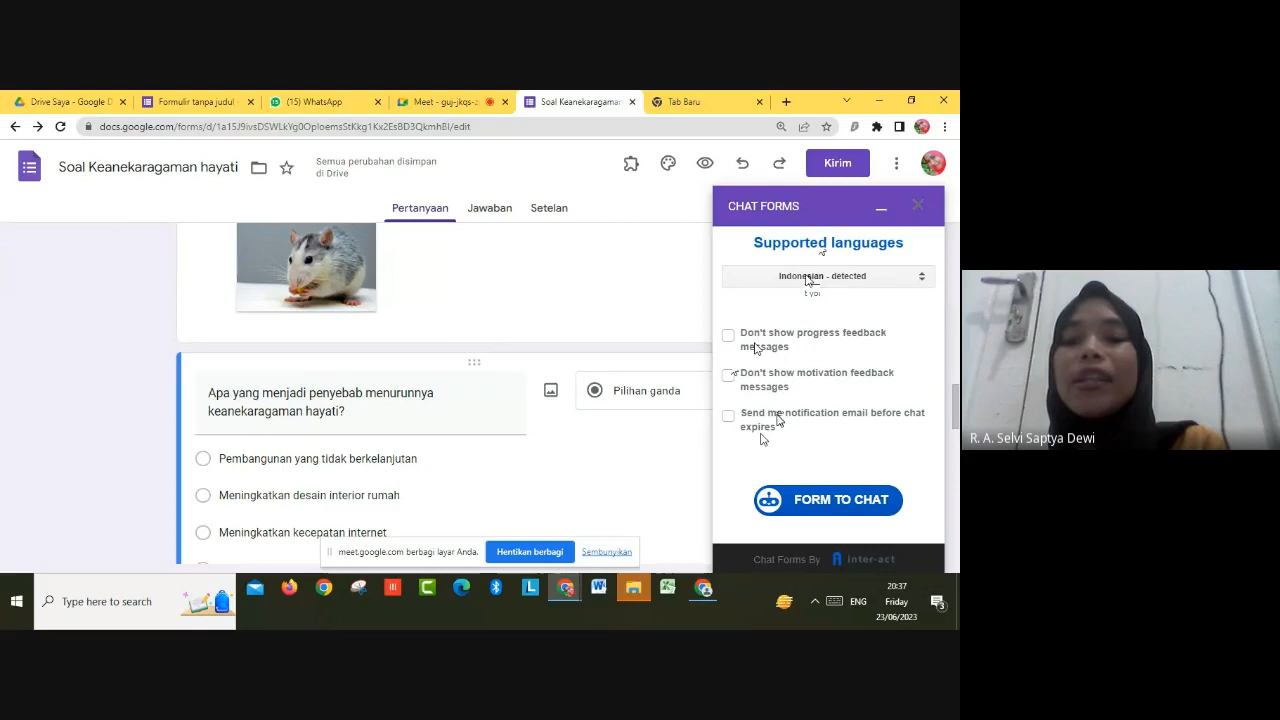 Drive Saya - Google D
Formulir tanpa judul -
(15) WhatsApp
Meet - guj-jkqs-z
Soal Keanekaragaman
Tab Baru
docs.google.com/forms/d/1a15J9ivsDSWLkYg0OploemsStKkg1Kx2EsBD3QkmhBI/edit
Soal Keanekaragaman hayati
Semua perubahan disimpan
di Drive
Kirim
Pertanyaan
Jawaban
Setelan
CHAT FORMS
Supported languages
Indonesian - detected
t you
Don't show progress feedback
messages
Don't show motivation feedback
messages
Send me notification email before chat
expires
FORM TO CHAT
Chat Forms By
inter-act
Apa yang menjadi penyebab menurunnya
keanekaragaman hayati?
Pilihan ganda
Pembangunan yang tidak berkelanjutan
Meningkatkan desain interior rumah
Meningkatkan kecepatan internet
meet.google.com berbagi layar Anda.
Hentikan berbagi
Sembunyikan
R. A. Selvi Saptya Dewi
Type here to search
ENG
20:37
Friday
23/06/2023
3